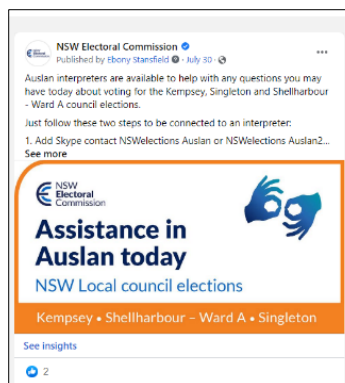 NSW Electoral Commission
Published by Ebony Stansfield · July 30 ·
Auslan interpreters are available to help with any questions you may
have today about voting for the Kempsey, Singleton and Shellharbour
- Ward A council elections.
Just follow these two steps to be connected to an interpreter:
1. Add Skype contact NSWelections Auslan or NSWelections Auslan2...
See more
NSW
Electoral
Commission
Assistance in
Auslan today
NSW Local council elections
Kempsey • Shellharbour – Ward A • Singleton
See insights
2